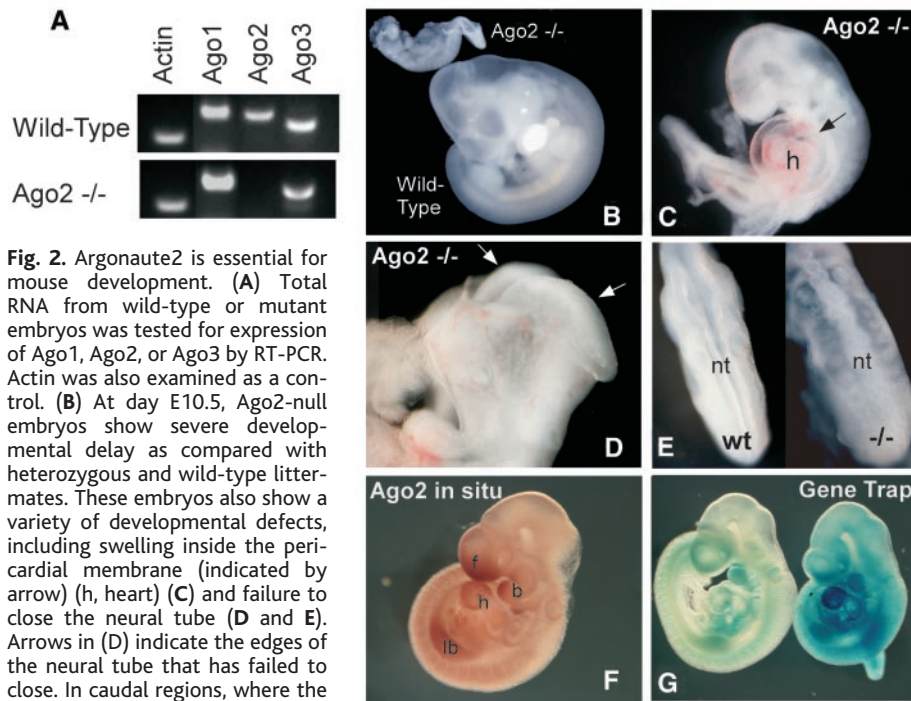 A
Actin
Ago1
Ago2
Ago3
Wild-Type
Ago2 -/-
Fig. 2. Argonaute2 is essential for
mouse development. (A) Total
RNA from wild-type or mutant
embryos was tested for expression
of Ago1, Ago2, or Ago3 by RT-PCR.
Actin was also examined as a con-
trol. (B) At day E10.5, Ago2-null
embryos show severe develop-
mental delay as compared with
heterozygous and wild-type litter-
mates. These embryos also show a
variety of developmental defects,
including swelling inside the peri-
cardial membrane (indicated by
arrow) (h, heart) (C) and failure to
close the neural tube (D and E).
Arrows in (D) indicate the edges of
the neural tube that has failed to
close. In caudal regions, where the
Ago2 -/-
Wild-
Type
B
Ago2 -/-
h
C
Ago2 -/-
D
nt
wt
nt
-/-
E
Ago2 in situ
f
h
b
lb
F
Gene Trap
G